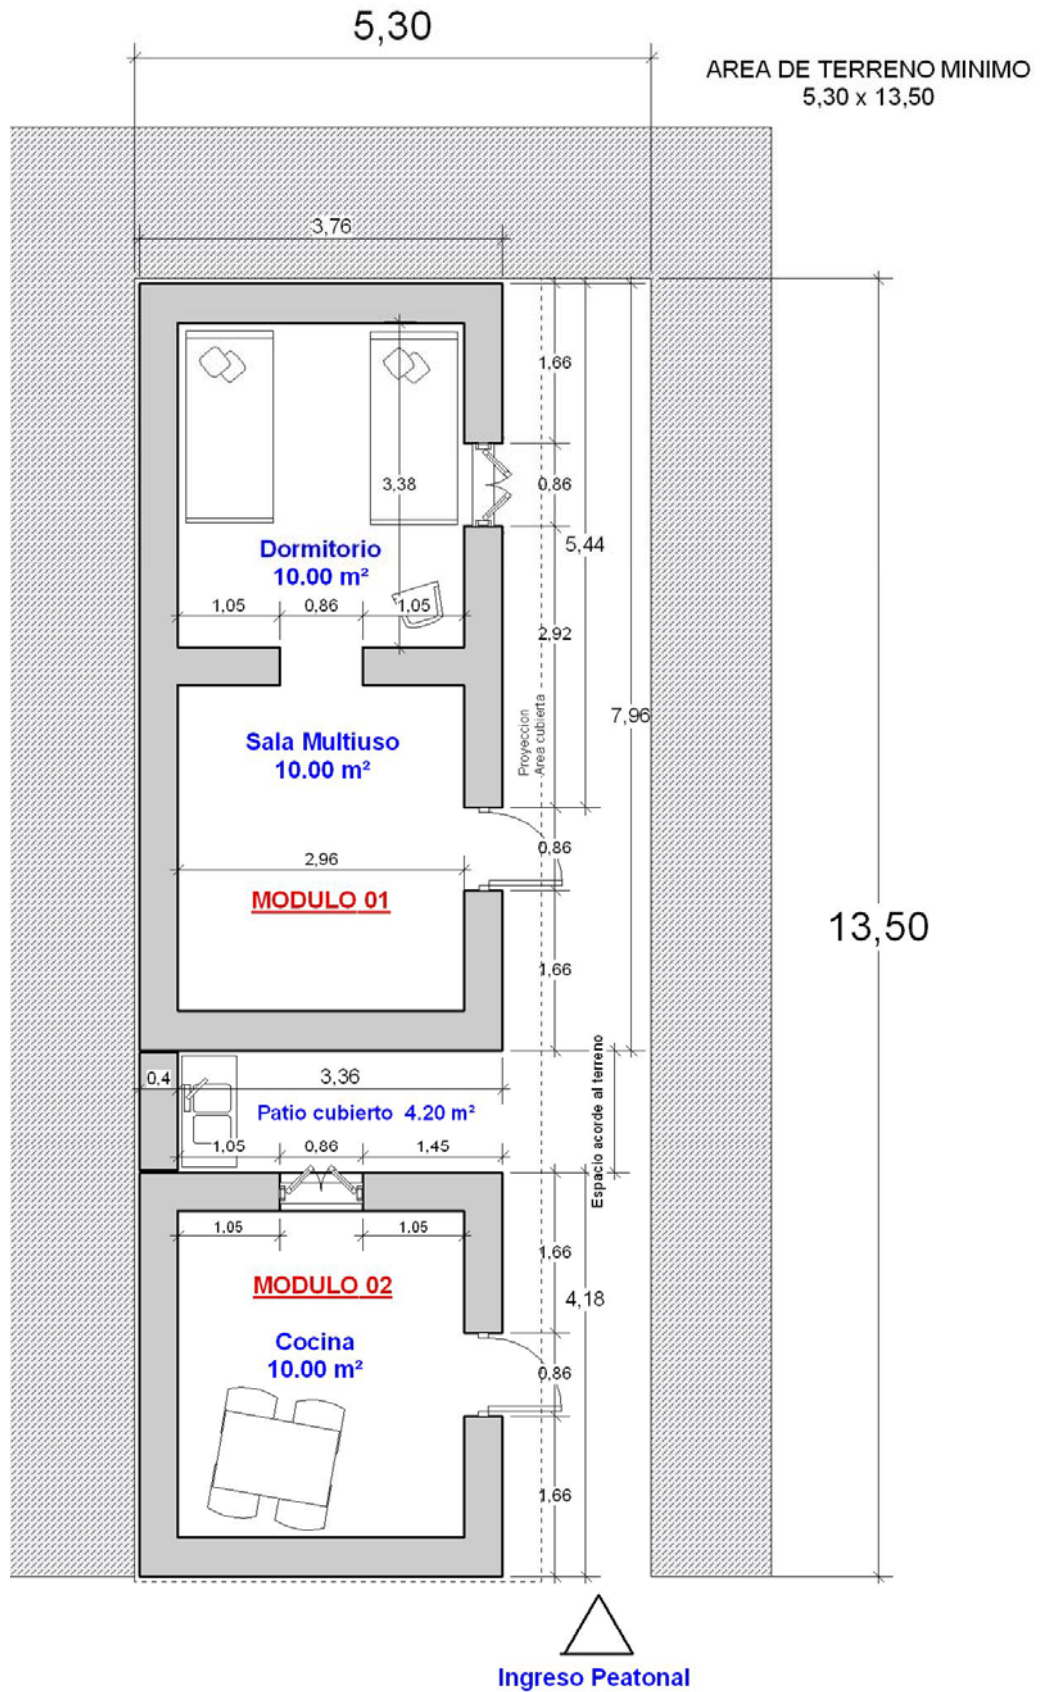 5,30
AREA DE TERRENO MINIMO
5,30 x 13,50
3,76
1,66
0,86
3,38
5,44
Dormitorio
10.00 m²
1,05
0,86
1,05
2,92
Proyeccion
Area cubierta
7,96
Sala Multiuso
10.00 m²
0,86
2,96
MODULO 01
13,50
1,66
Espacio acorde al terreno
0,4
3,36
Patio cubierto 4.20 m²
1,05
0,86
1,45
1,05
1,05
1,66
MODULO 02
4,18
Cocina
10.00 m²
0,86
1,66
Ingreso Peatonal